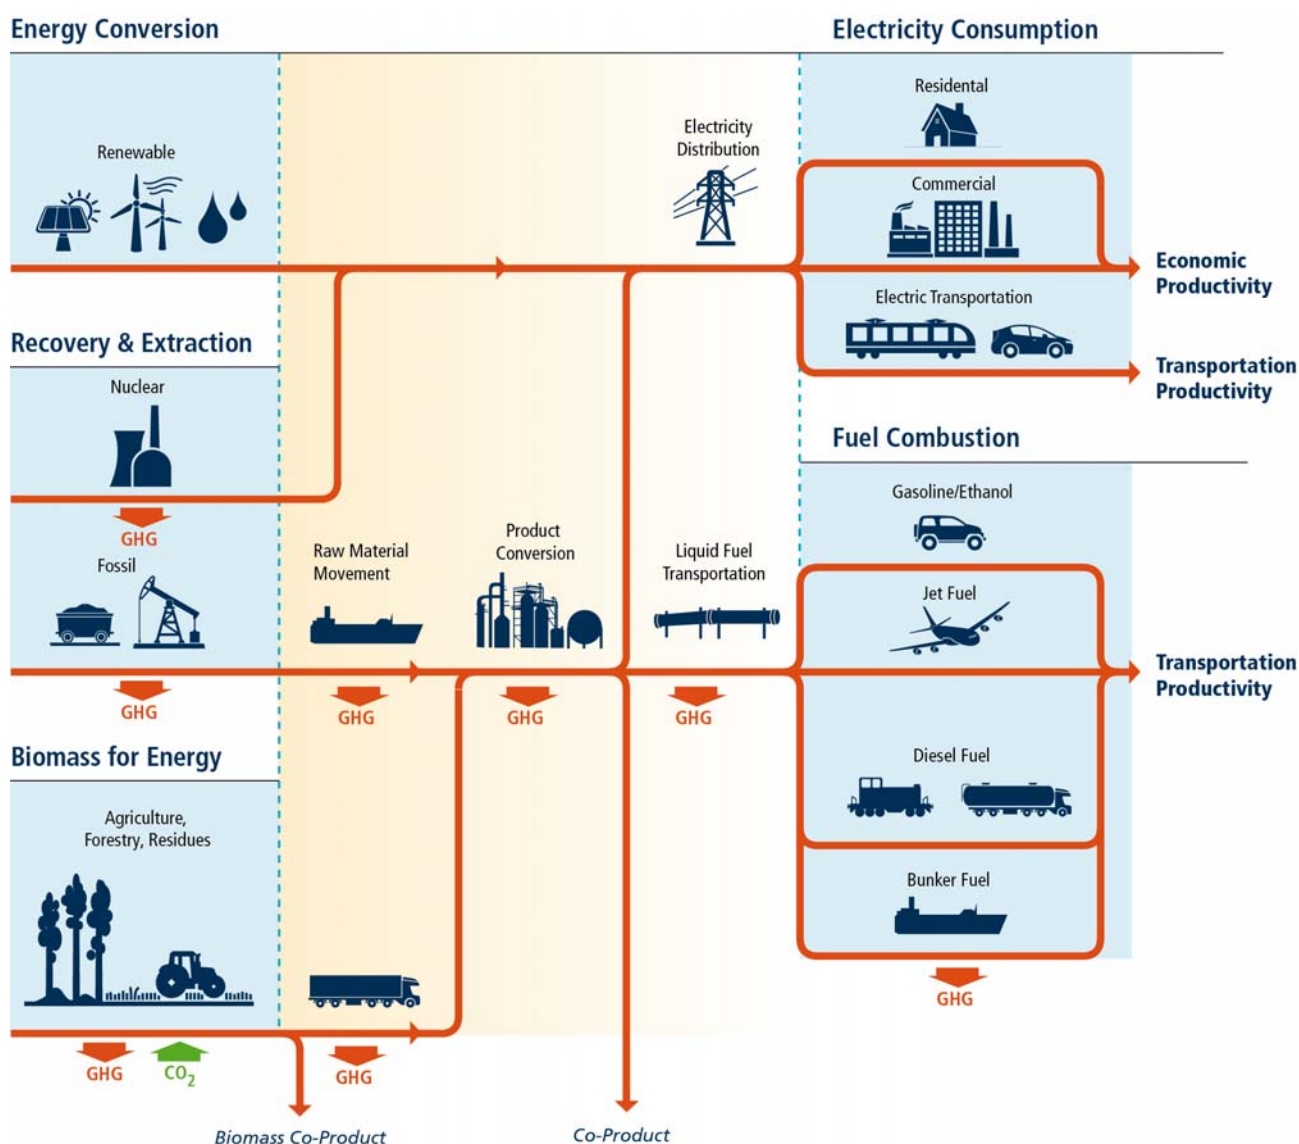 Energy Conversion
Electricity Consumption
Residential
Electricity
Distribution
Renewable
Commercial
Economic
Productivity
Electric Transportation
Recovery & Extraction
Transportation
Productivity
Nuclear
Fuel Combustion
Gasoline/Ethanol
GHG
Fossil
Raw Material
Movement
Product
Conversion
Liquid Fuel
Transportation
Jet Fuel
Transportation
Productivity
GHG
GHG
GHG
GHG
Biomass for Energy
Diesel Fuel
Agriculture,
Forestry, Residues
Bunker Fuel
GHG
GHG
CO2
GHG
Biomass Co-Product
Co-Product